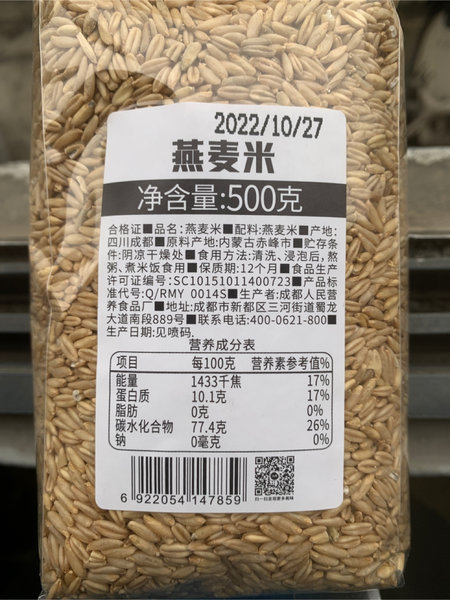 2022/10/27
燕麦米
净含量:500克
合格证■品名:燕麦米■配料:燕麦米■产地:
四川成都■原料产地:内蒙古赤峰市■贮存条
件:阴凉干燥处■食用方法:清洗、浸泡后,熬
粥、煮米饭食用■保质期:12个月■食品生产
许可证编号:SC10151011400723■产品标
准代号:Q/RMY 0014S■生产者:成都人民营
养食品厂■地址:成都市新都区三河街道蜀龙
大道南段889号■联系电话:400-0621-800■
生产日期:见喷码.
营养成分表
项目 每100克 营养素参考值%
能量 1433千焦 17%
蛋白质 10.1克 17%
脂肪 0克 0%
碳水化合物 77.4克 26%
钠 0毫克 0%
6 922054 147859
扫一扫发现更多美味